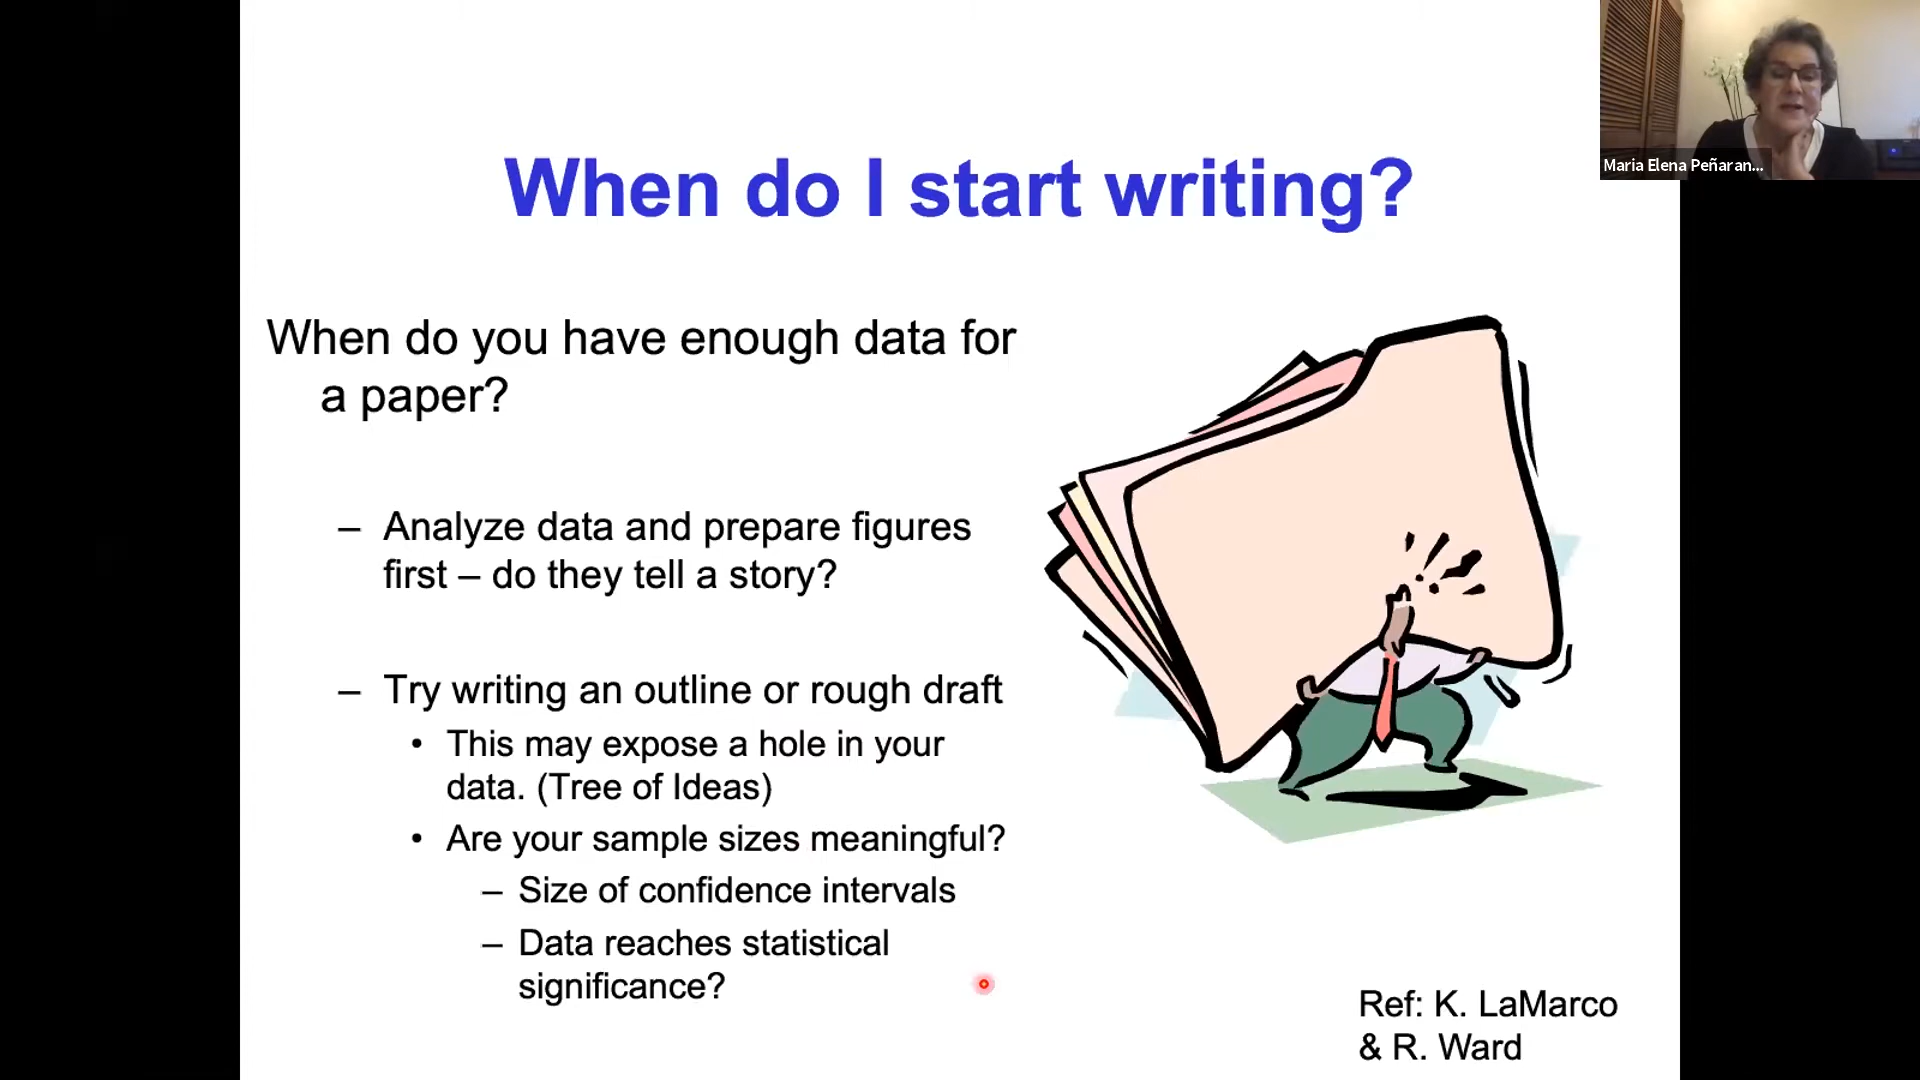 Maria Elena Peñaran...
When do I start writing?
When do you have enough data for
a paper?
– Analyze data and prepare figures
first – do they tell a story?
– Try writing an outline or rough draft
• This may expose a hole in your
data. (Tree of Ideas)
• Are your sample sizes meaningful?
– Size of confidence intervals
– Data reaches statistical
significance?
Ref: K. LaMarco
& R. Ward